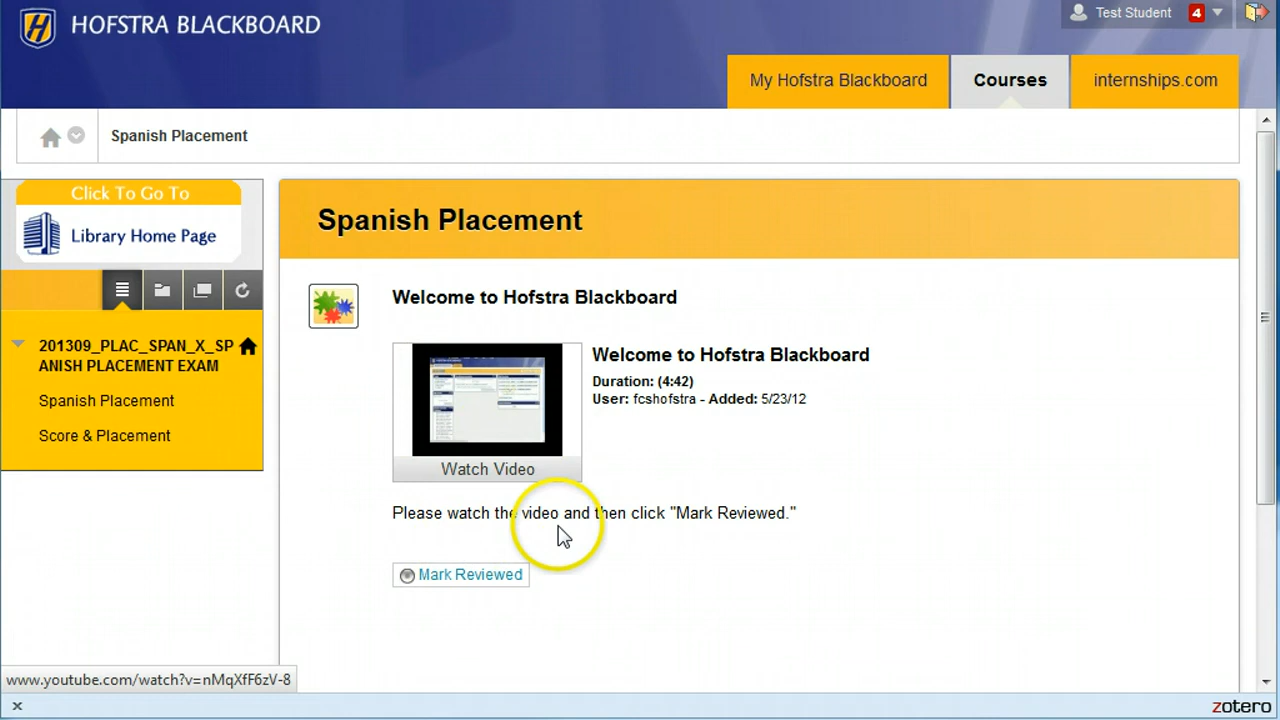 HOFSTRA BLACKBOARD
Test Student 4
My Hofstra Blackboard
Courses
internships.com
Spanish Placement
Click To Go To
Library Home Page
201309_PLAC_SPAN_X_SP
ANISH PLACEMENT EXAM
Spanish Placement
Score & Placement
Spanish Placement
Welcome to Hofstra Blackboard
Welcome to Hofstra Blackboard
Duration: (4:42)
User: fcshofstra - Added: 5/23/12
Watch Video
Please watch the video and then click "Mark Reviewed."
Mark Reviewed
www.youtube.com/watch?v=nMqXfF6zV-8
zotero